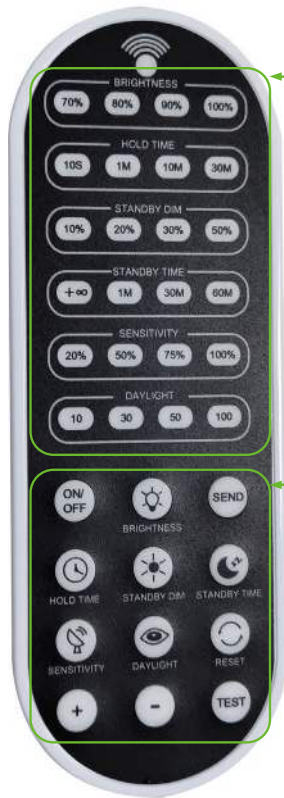 BRIGHTNESS
70% 80% 90% 100%
HOLD TIME
10S 1M 10M 30M
STANDBY DIM
10% 20% 30% 50%
STANDBY TIME
+∞ 1M 30M 60M
SENSITIVITY
20% 50% 75% 100%
DAYLIGHT
10 30 50 100
ON/
OFF
SEND
BRIGHTNESS
HOLD TIME STANDBY DIM STANDBY TIME
SENSITIVITY DAYLIGHT RESET
+ - TEST